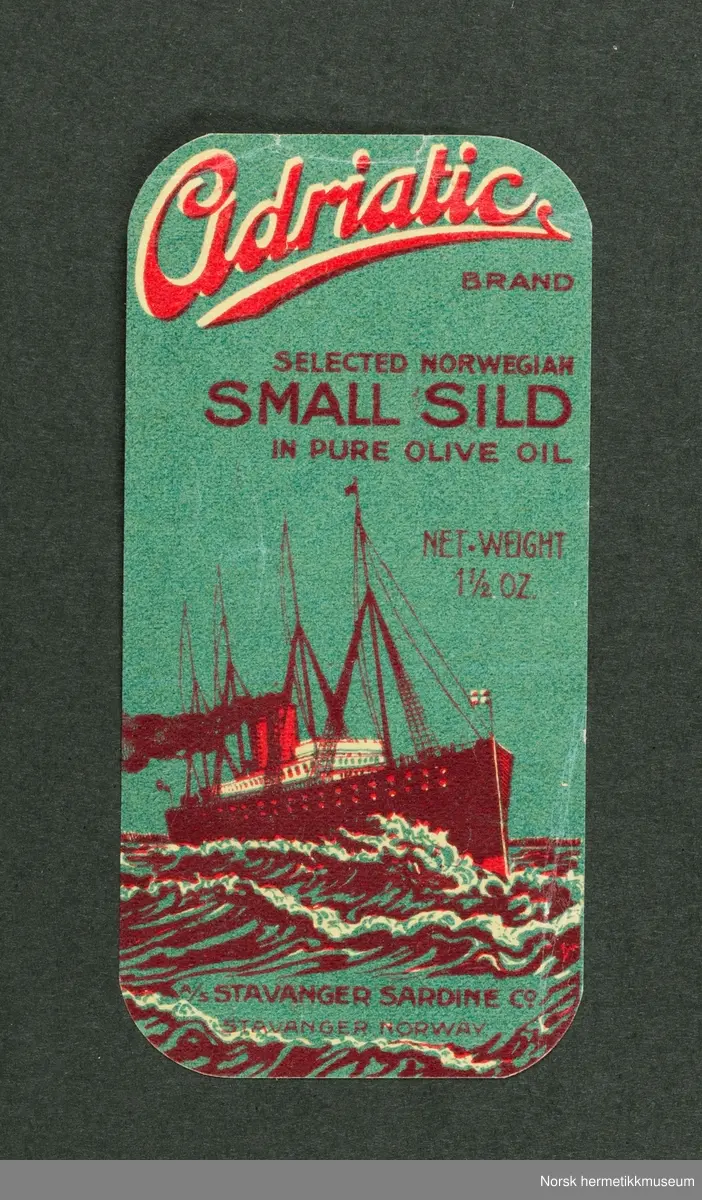 Adriatic
BRAND
SELECTED NORWEGIAN
SMALL SILD
IN PURE OLIVE OIL
NET-WEIGHT
1½ OZ.
A/S STAVANGER SARDINE Co
STAVANGER NORWAY
Norsk hermetikkmuseum